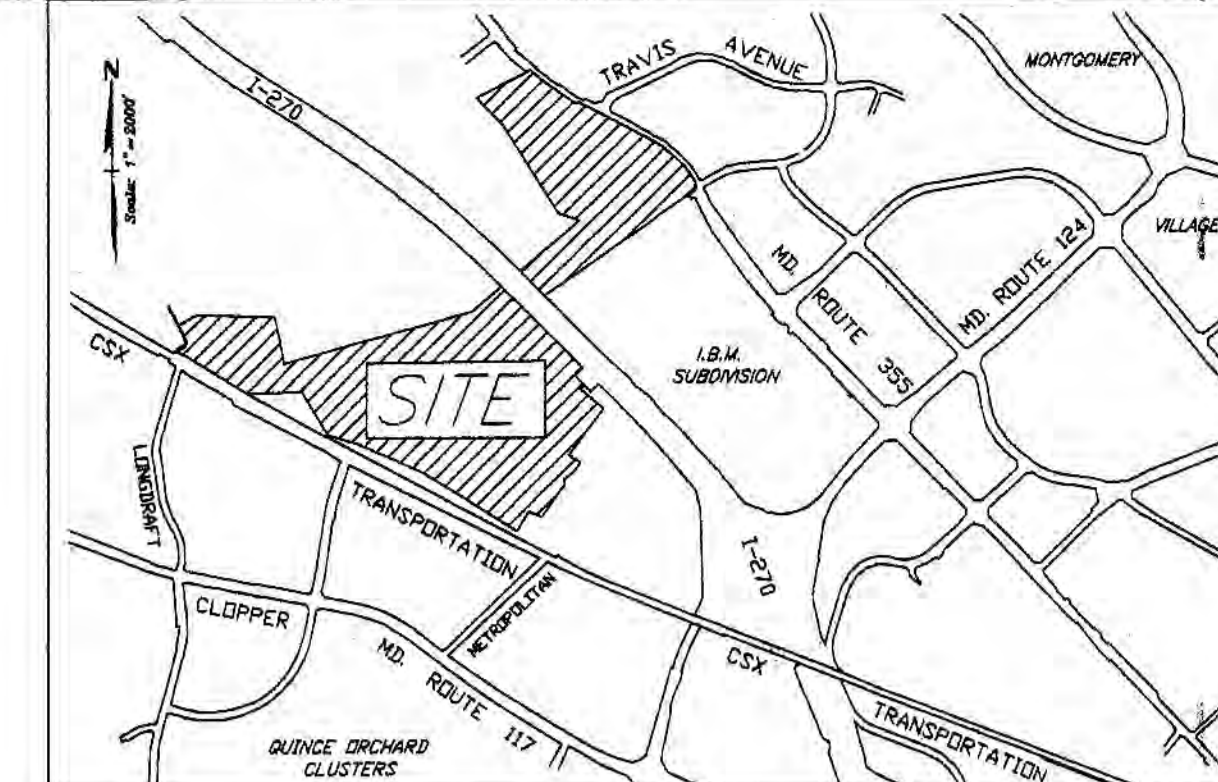 TRAVIS AVENUE
MONTGOMERY
I-270
N
Scale: 1" = 2000'
VILLAGE
MD. ROUTE 124
MD. ROUTE 355
CSX
I.B.M.
SUBDIVISION
SITE
LONGDRAFT
TRANSPORTATION
I-270
CLOPPER
METROPOLITAN
MD. ROUTE 117
CSX
TRANSPORTATION
QUINCE ORCHARD
CLUSTERS